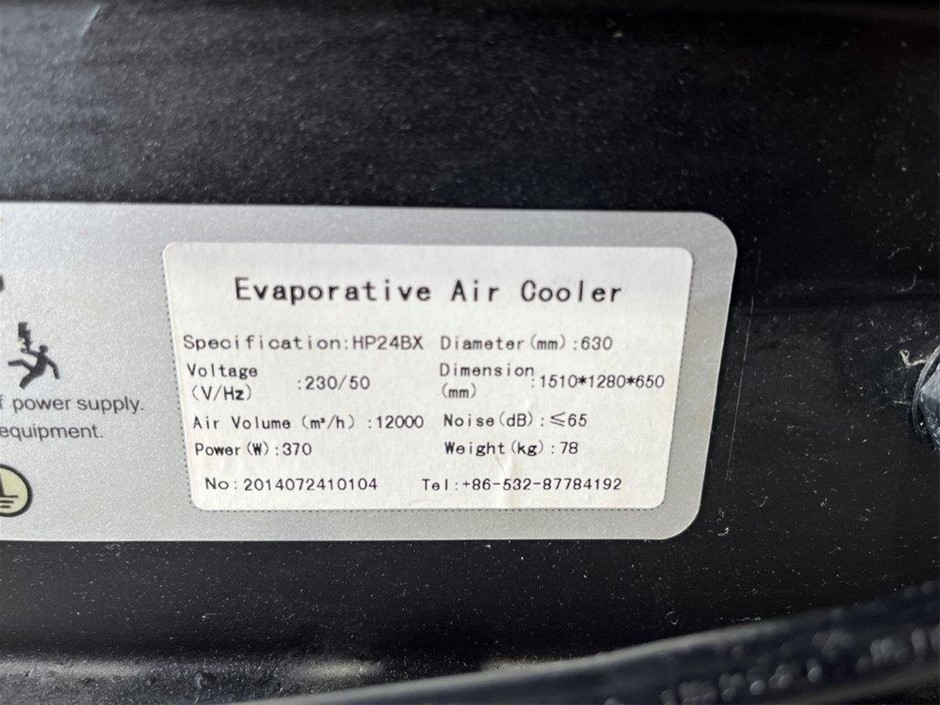 Evaporative Air Cooler
Specification:HP24BX Diameter(mm):630
Voltage (V/Hz) :230/50 Dimension (mm) :1510*1280*650
Air Volume (m³/h) :12000 Noise(dB):≤65
Power(W):370 Weight(kg):78
No:2014072410104 Tel:+86-532-87784192
power supply.
equipment.